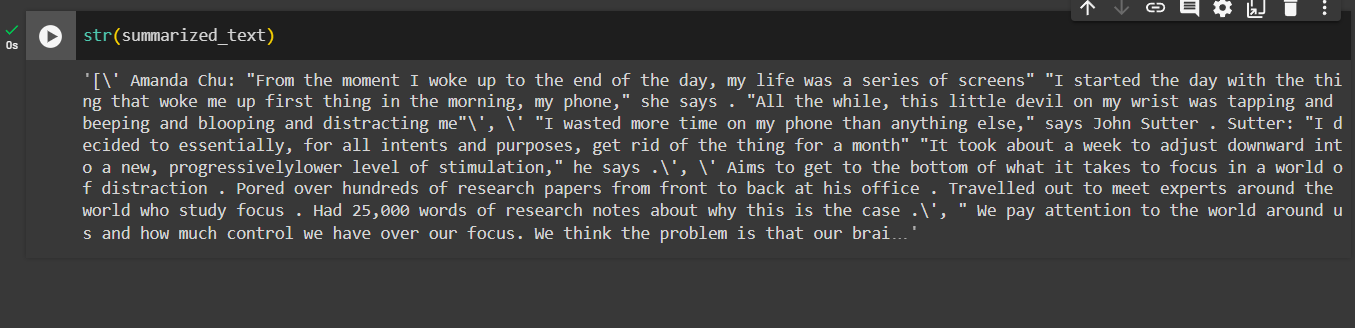 0s
str(summarized_text)
'[\' Amanda Chu: "From the moment I woke up to the end of the day, my life was a series of screens" "I started the day with the thi
ng that woke me up first thing in the morning, my phone," she says . "All the while, this little devil on my wrist was tapping and
beeping and blooping and distracting me"\', \' "I wasted more time on my phone than anything else," says John Sutter . Sutter: "I d
ecided to essentially, for all intents and purposes, get rid of the thing for a month" "It took about a week to adjust downward int
o a new, progressivelylower level of stimulation," he says .\', \' Aims to get to the bottom of what it takes to focus in a world o
f distraction . Pored over hundreds of research papers from front to back at his office . Travelled out to meet experts around the
world who study focus . Had 25,000 words of research notes about why this is the case .\', " We pay attention to the world around u
s and how much control we have over our focus. We think the problem is that our brai…'